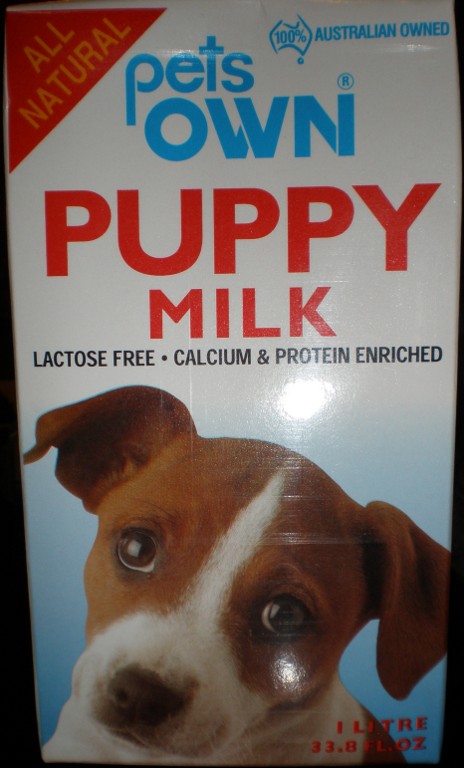 ALL
NATURAL
pets
OWN®
100% AUSTRALIAN OWNED
PUPPY
MILK
LACTOSE FREE • CALCIUM & PROTEIN ENRICHED
1 LITRE
33.8 FL.OZ